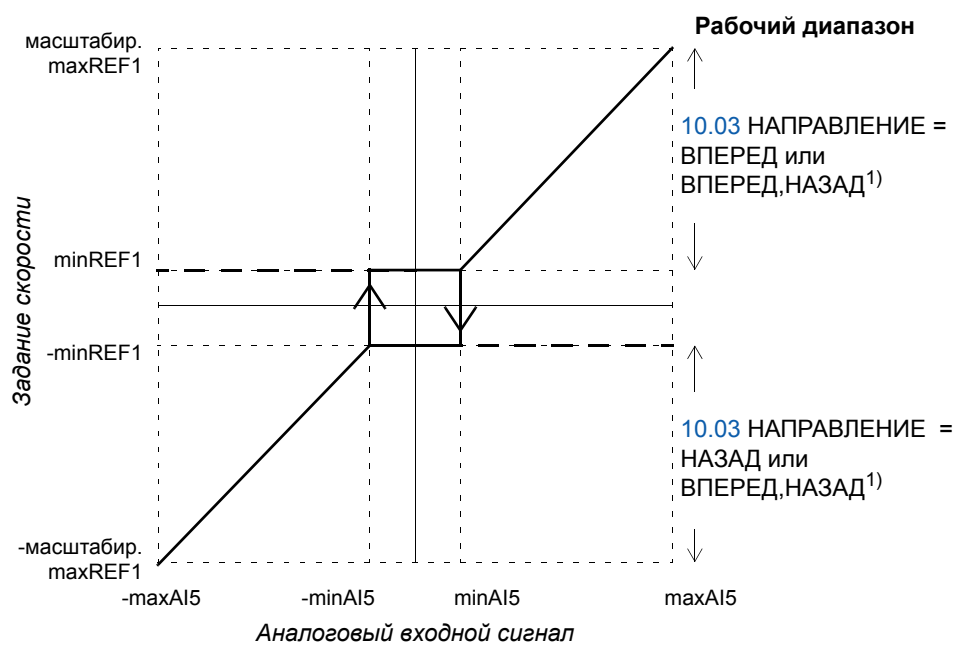 Рабочий диапазон
масштабир.
maxREF1
10.03 НАПРАВЛЕНИЕ =
ВПЕРЕД или
ВПЕРЕД,НАЗАД1)
minREF1
Задание скорости
-minREF1
10.03 НАПРАВЛЕНИЕ =
НАЗАД или
ВПЕРЕД,НАЗАД1)
-масштабир.
maxREF1
-maxAI5 -minAI5 minAI5 maxAI5
Аналоговый входной сигнал